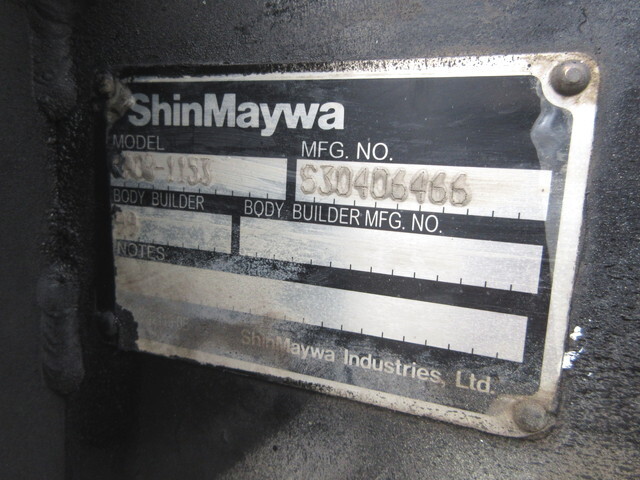 ShinMaywa
MODEL MFG. NO.
S30406466
BODY BUILDER BODY BUILDER MFG. NO.
NOTES
ShinMaywa Industries, Ltd.